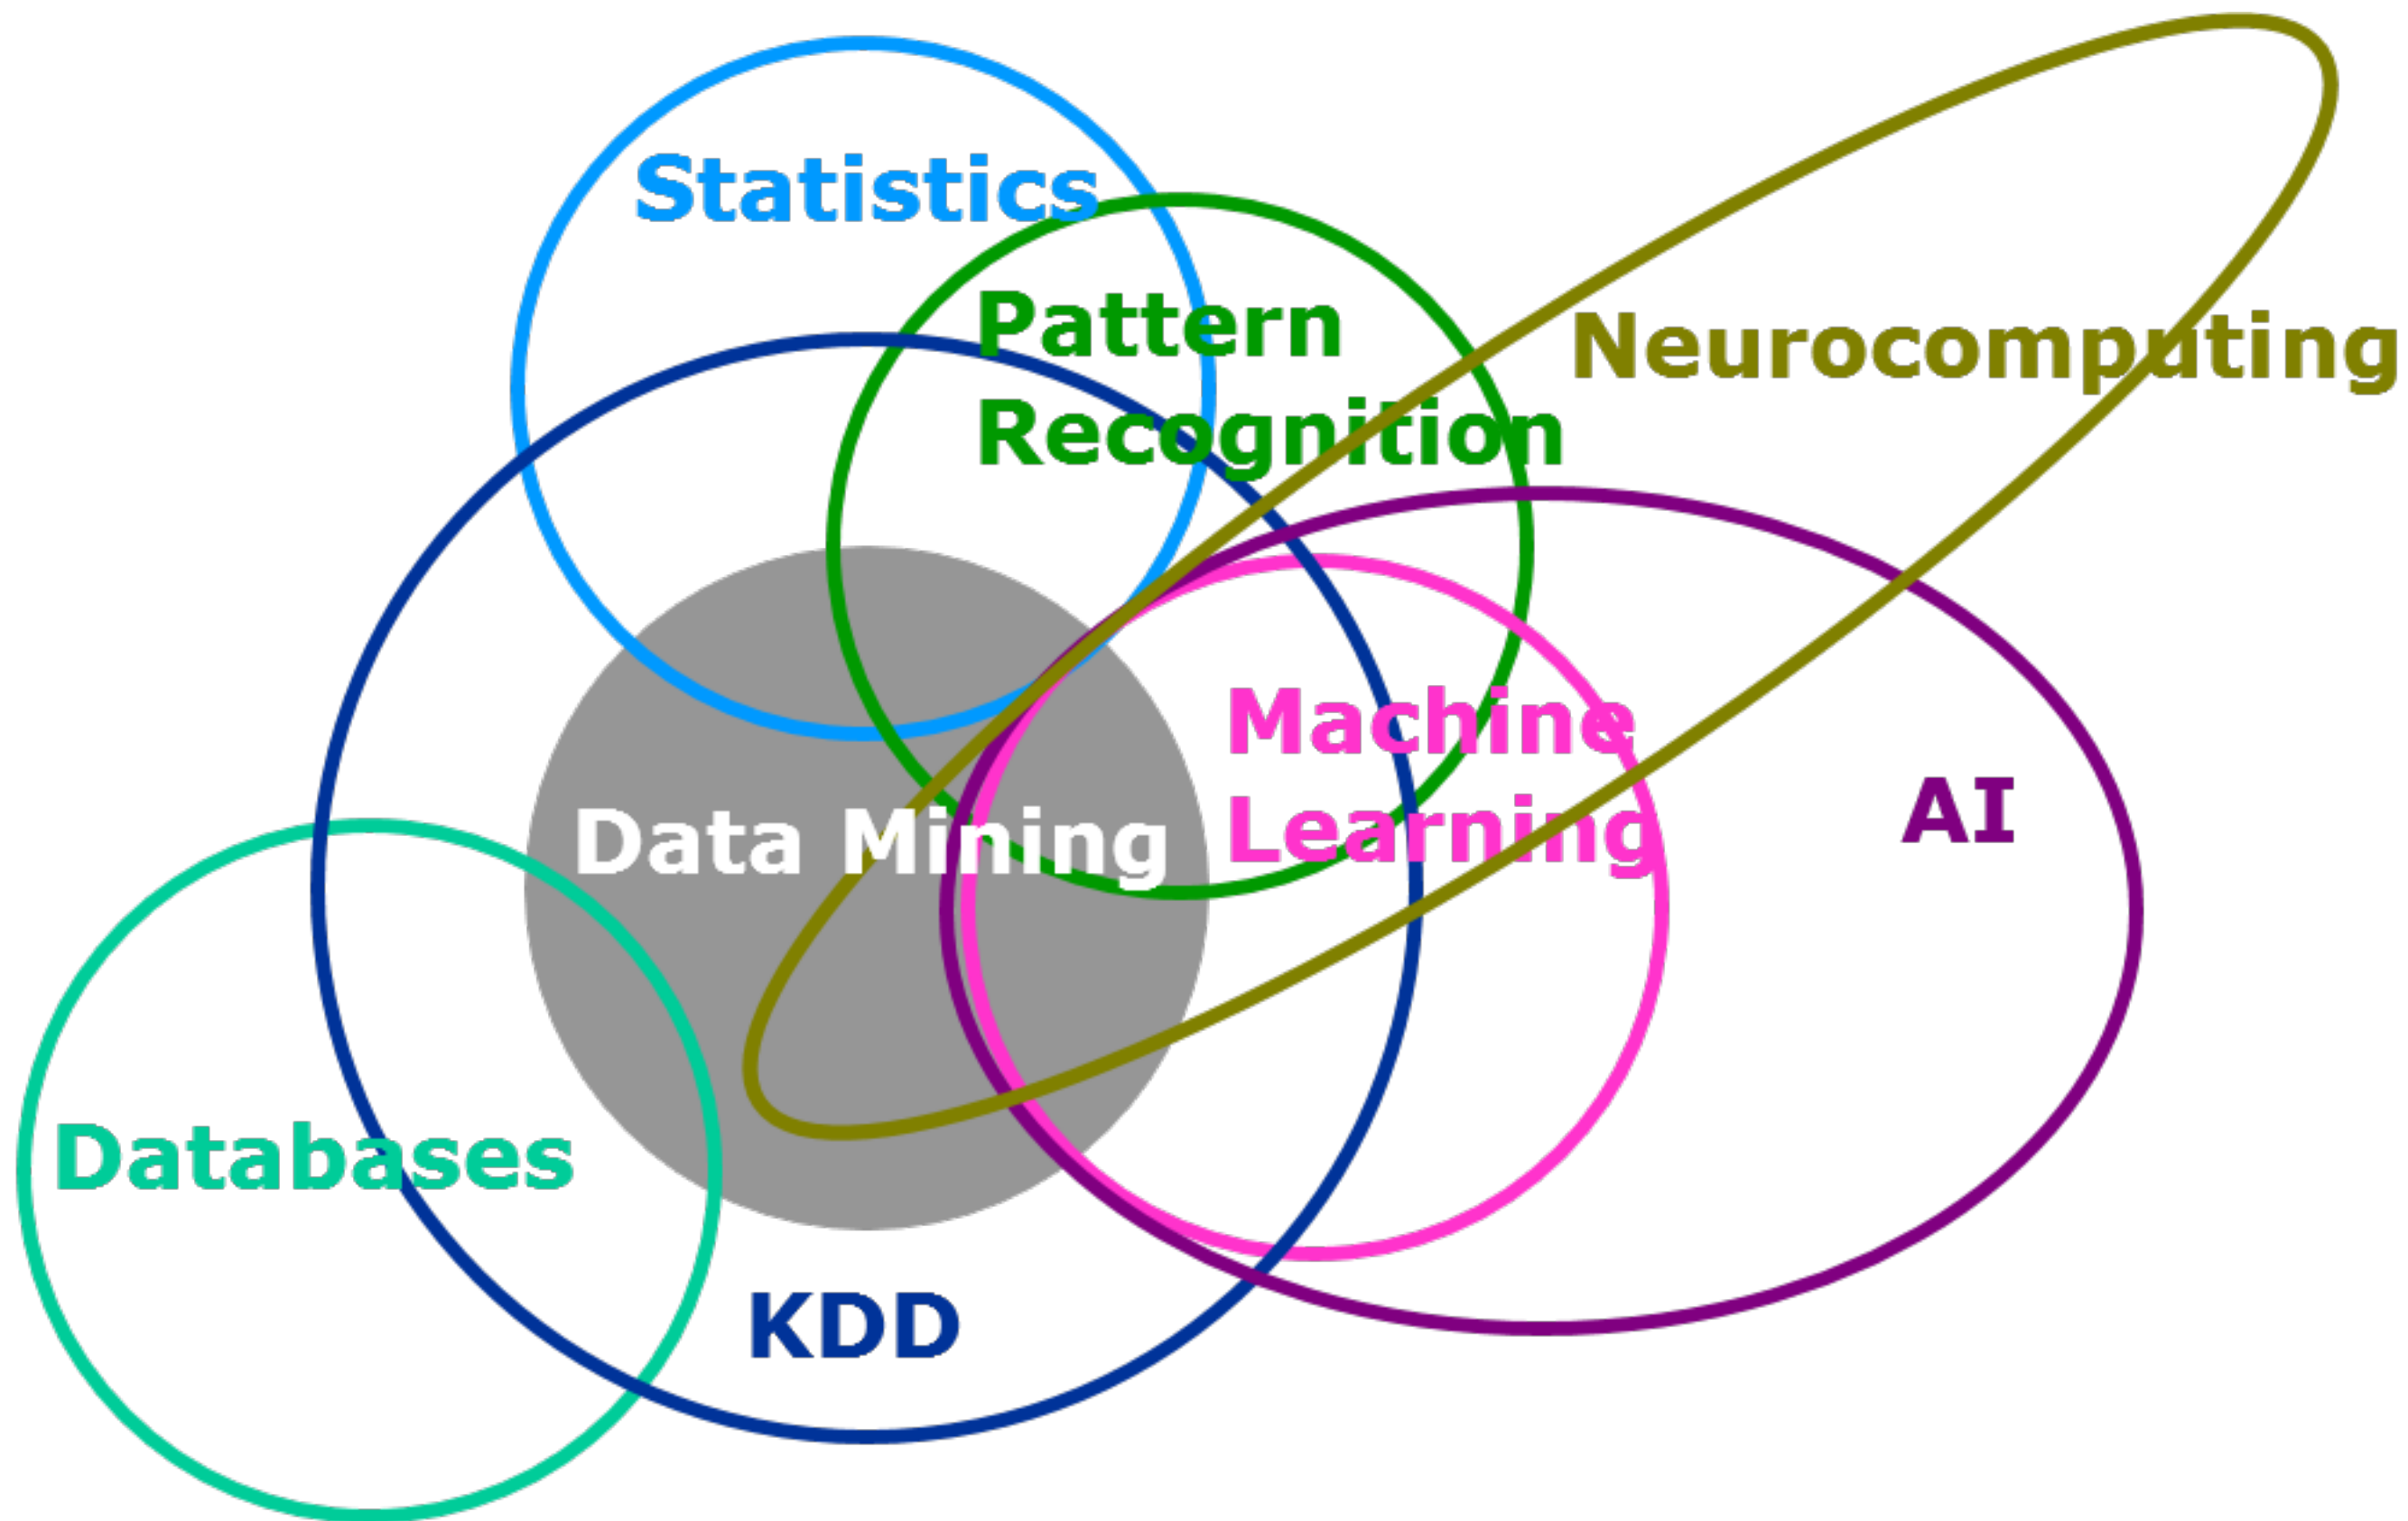 Statistics
Pattern
Recognition
Neurocomputing
Machine
Learning
AI
Data Mining
Databases
KDD